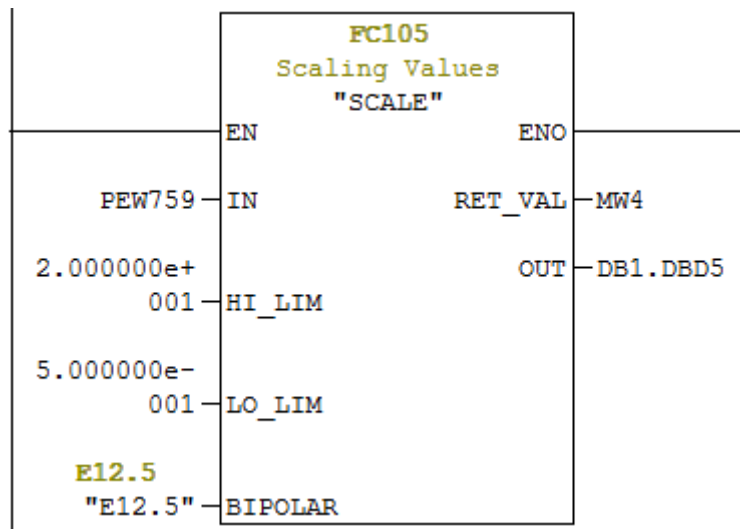 FC105
Scaling Values
"SCALE"
EN ENO
PEW759 IN RET_VAL MW4
2.000000e+ OUT DB1.DBD5
001 HI_LIM
5.000000e-
001 LO_LIM
E12.5
"E12.5" BIPOLAR